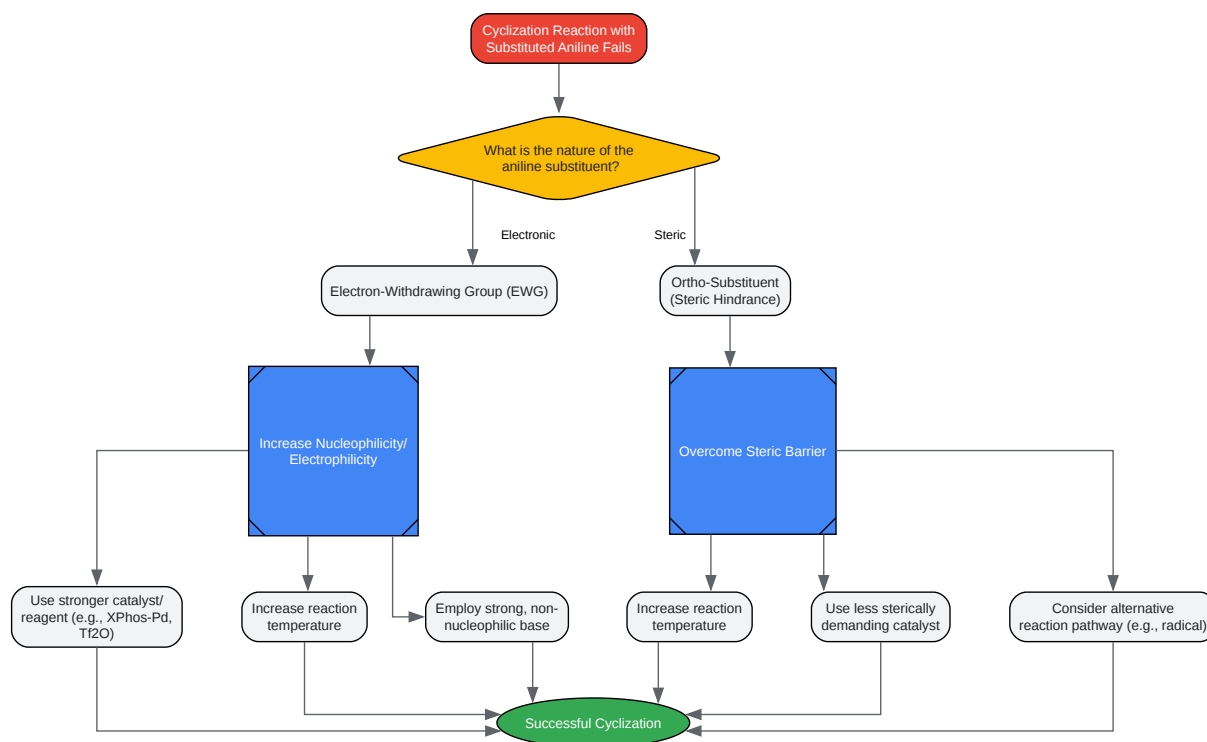 Cyclization Reaction with
Substituted Aniline Fails
What is the nature of the
aniline substituent?
Electronic
Steric
Electron-Withdrawing Group (EWG)
Ortho-Substituent
(Steric Hindrance)
Increase Nucleophilicity/
Electrophilicity
Overcome Steric Barrier
Use stronger catalyst/
reagent (e.g., XPhos-Pd,
Tf2O)
Increase reaction
temperature
Employ strong, non-
nucleophilic base
Increase reaction
temperature
Use less sterically
demanding catalyst
Consider alternative
reaction pathway (e.g., radical)
Successful Cyclization